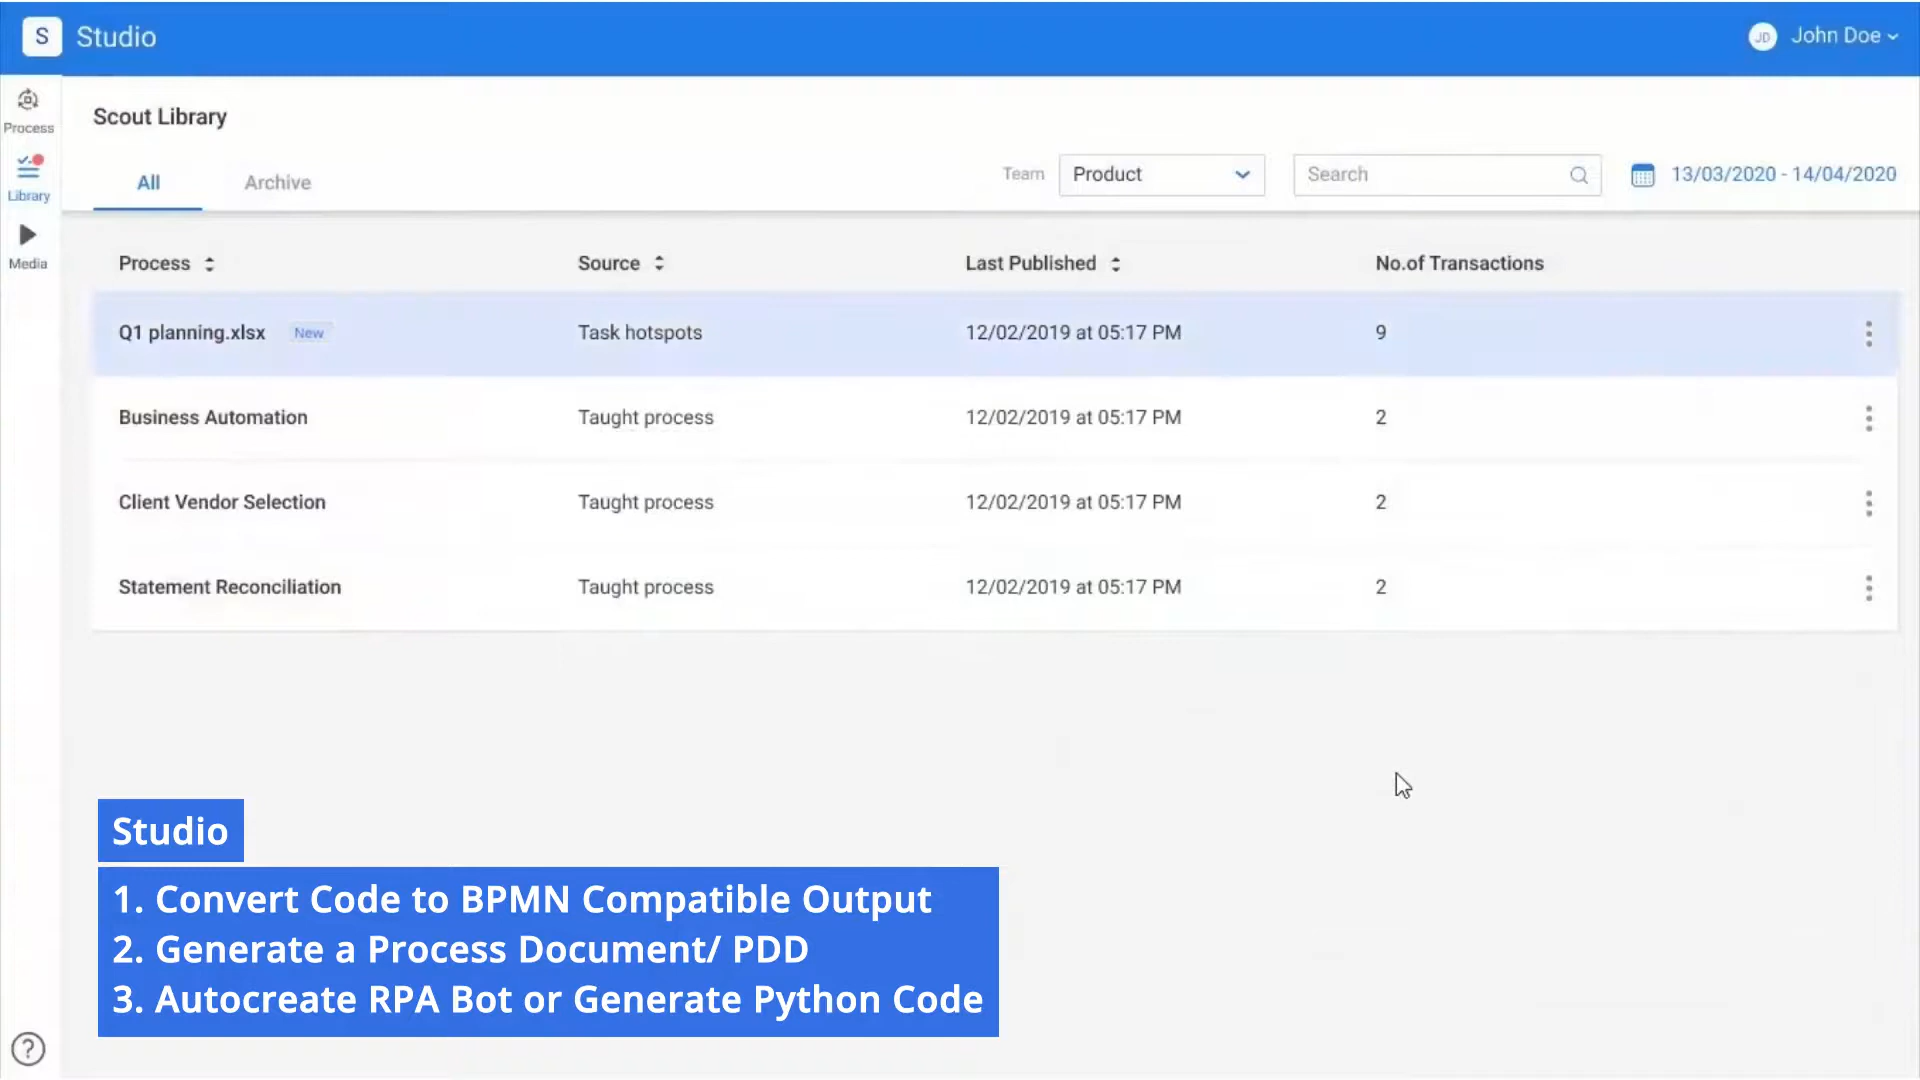 S Studio
JD John Doe
Process
Library
Media
Scout Library
All Archive
Team Product Search 13/03/2020 - 14/04/2020
Process Source Last Published No.of Transactions
Q1 planning.xlsx New Task hotspots 12/02/2019 at 05:17 PM 9
Business Automation Taught process 12/02/2019 at 05:17 PM 2
Client Vendor Selection Taught process 12/02/2019 at 05:17 PM 2
Statement Reconciliation Taught process 12/02/2019 at 05:17 PM 2
Studio
1. Convert Code to BPMN Compatible Output
2. Generate a Process Document/ PDD
3. Autocreate RPA Bot or Generate Python Code
?